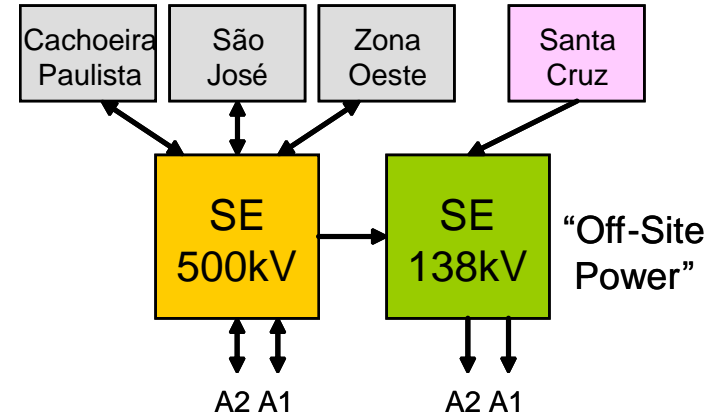 Cachoeira
Paulista
São
José
Zona
Oeste
Santa
Cruz
SE
500kV
SE
138kV
“Off-Site
Power”
A2 A1
A2 A1